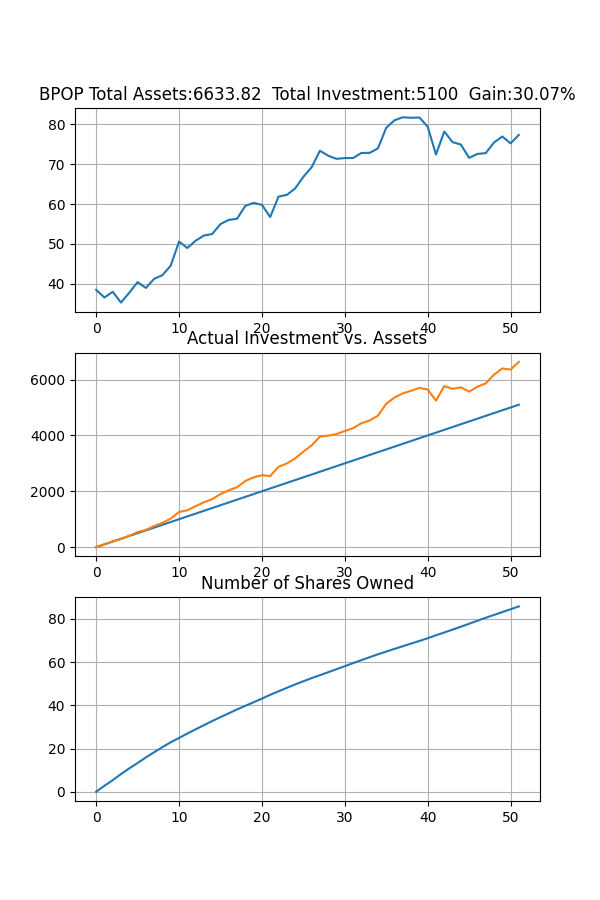 BPOP Total Assets:6633.82  Total Investment:5100  Gain:30.07%
80
70
60
50
40
0 10 20 30 40 50
Actual Investment vs. Assets
6000
4000
2000
0
0 10 20 30 40 50
Number of Shares Owned
80
60
40
20
0
0 10 20 30 40 50